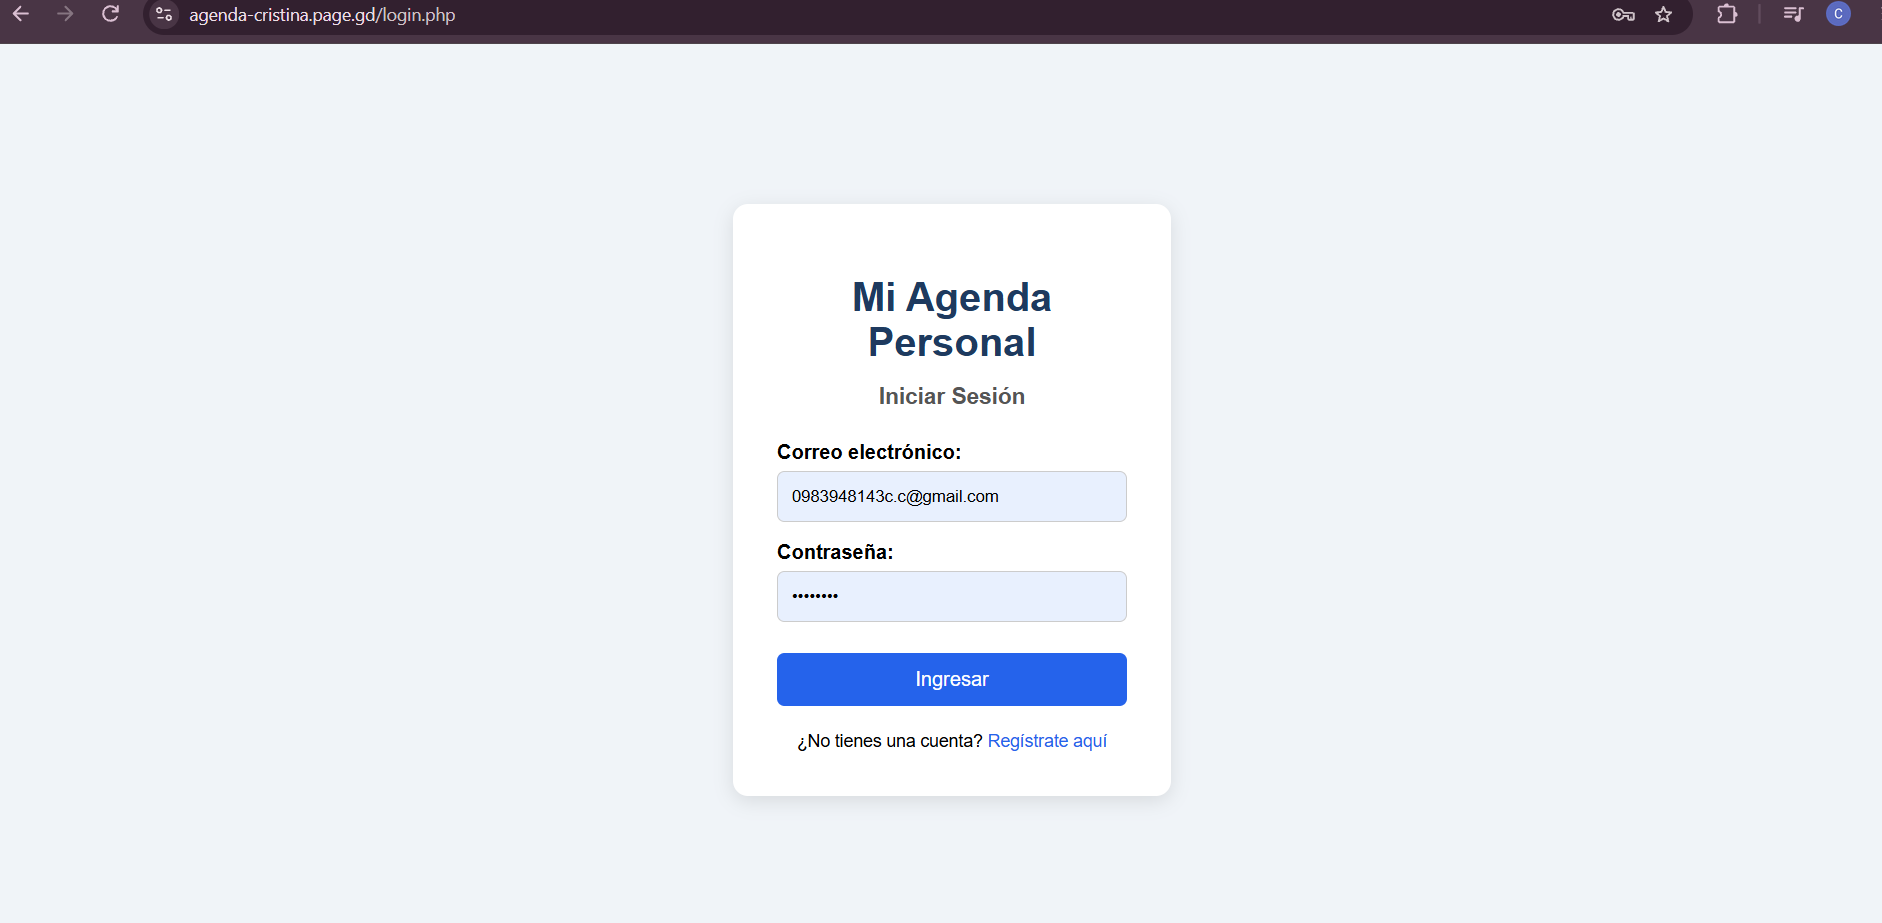 agenda-cristina.page.gd/login.php
C
Mi Agenda
Personal
Iniciar Sesión
Correo electrónico:
0983948143c.c@gmail.com
Contraseña:
••••••••
Ingresar
¿No tienes una cuenta? Regístrate aquí